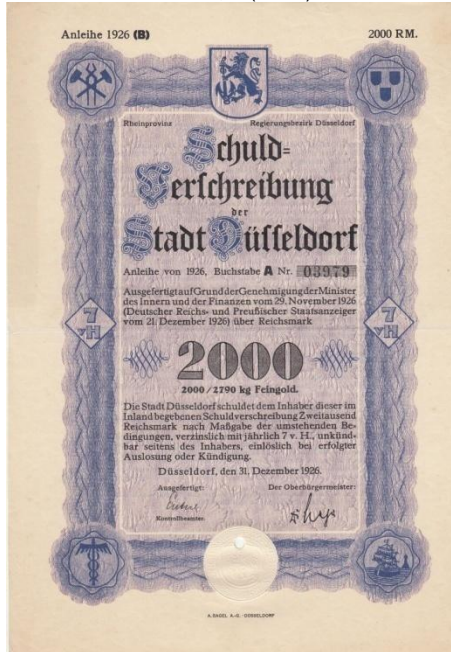 Anleihe 1926 (B) 2000 RM.
Rheinprovinz Regierungsbezirk Düsseldorf
Schuld=
Verschreibung
der
Stadt Düsseldorf
Anleihe von 1926, Buchstabe A Nr. 03979
Ausgefertigt auf Grund der Genehmigung der Minister
des Innern und der Finanzen vom 29. November 1926
(Deutscher Reichs- und Preußischer Staatsanzeiger
vom 21. Dezember 1926) über Reichsmark
7 v H
2000
7 v H
2000/2790 kg Feingold.
Die Stadt Düsseldorf schuldet dem Inhaber dieser im
Inland begebenen Schuldverschreibung Zweitausend
Reichsmark nach Maßgabe der umstehenden Be-
dingungen, verzinslich mit jährlich 7 v. H., unkünd-
bar seitens des Inhabers, einlöslich bei erfolgter
Auslosung oder Kündigung.
Düsseldorf, den 31. Dezember 1926.
Ausgefertigt: Der Oberbürgermeister:
Kontrollbeamter.
A. BAGEL A.-G. - DÜSSELDORF